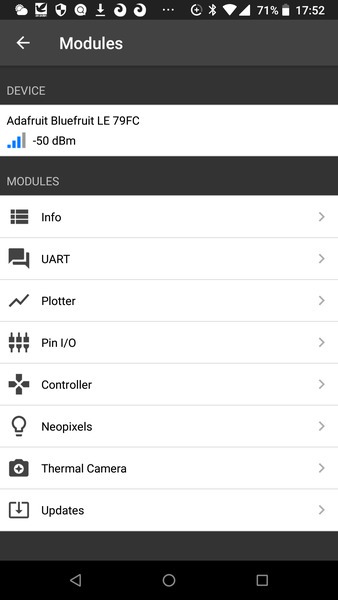 71% 17:52
Modules
DEVICE
Adafruit Bluefruit LE 79FC
-50 dBm
MODULES
Info
UART
Plotter
Pin I/O
Controller
Neopixels
Thermal Camera
Updates